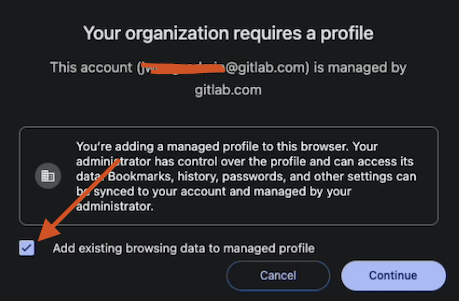 Your organization requires a profile
This account (@gitlab.com) is managed by
gitlab.com
You're adding a managed profile to this browser. Your
administrator has control over the profile and can access its
data. Bookmarks, history, passwords, and other settings can
be synced to your account and managed by your
administrator.
Add existing browsing data to managed profile
Cancel
Continue